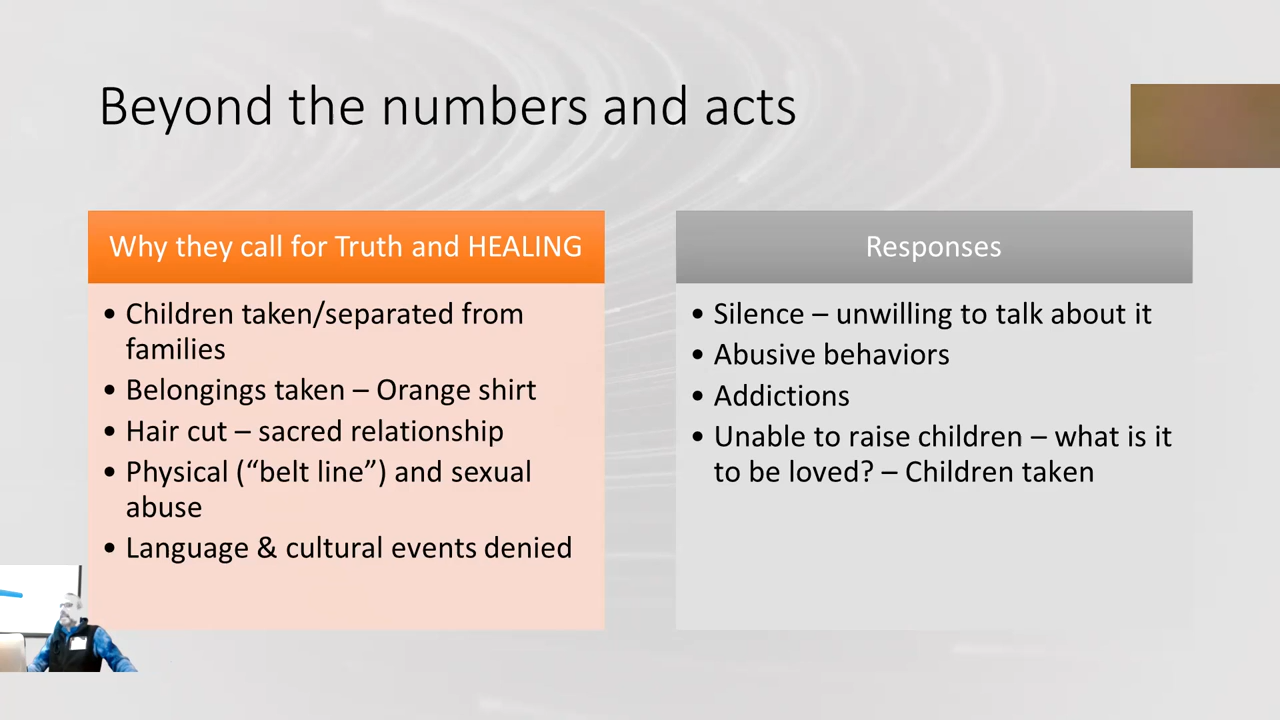 Beyond the numbers and acts
Why they call for Truth and HEALING
• Children taken/separated from
families
• Belongings taken – Orange shirt
• Hair cut – sacred relationship
• Physical (“belt line”) and sexual
abuse
• Language & cultural events denied
Responses
• Silence – unwilling to talk about it
• Abusive behaviors
• Addictions
• Unable to raise children – what is it
to be loved? – Children taken